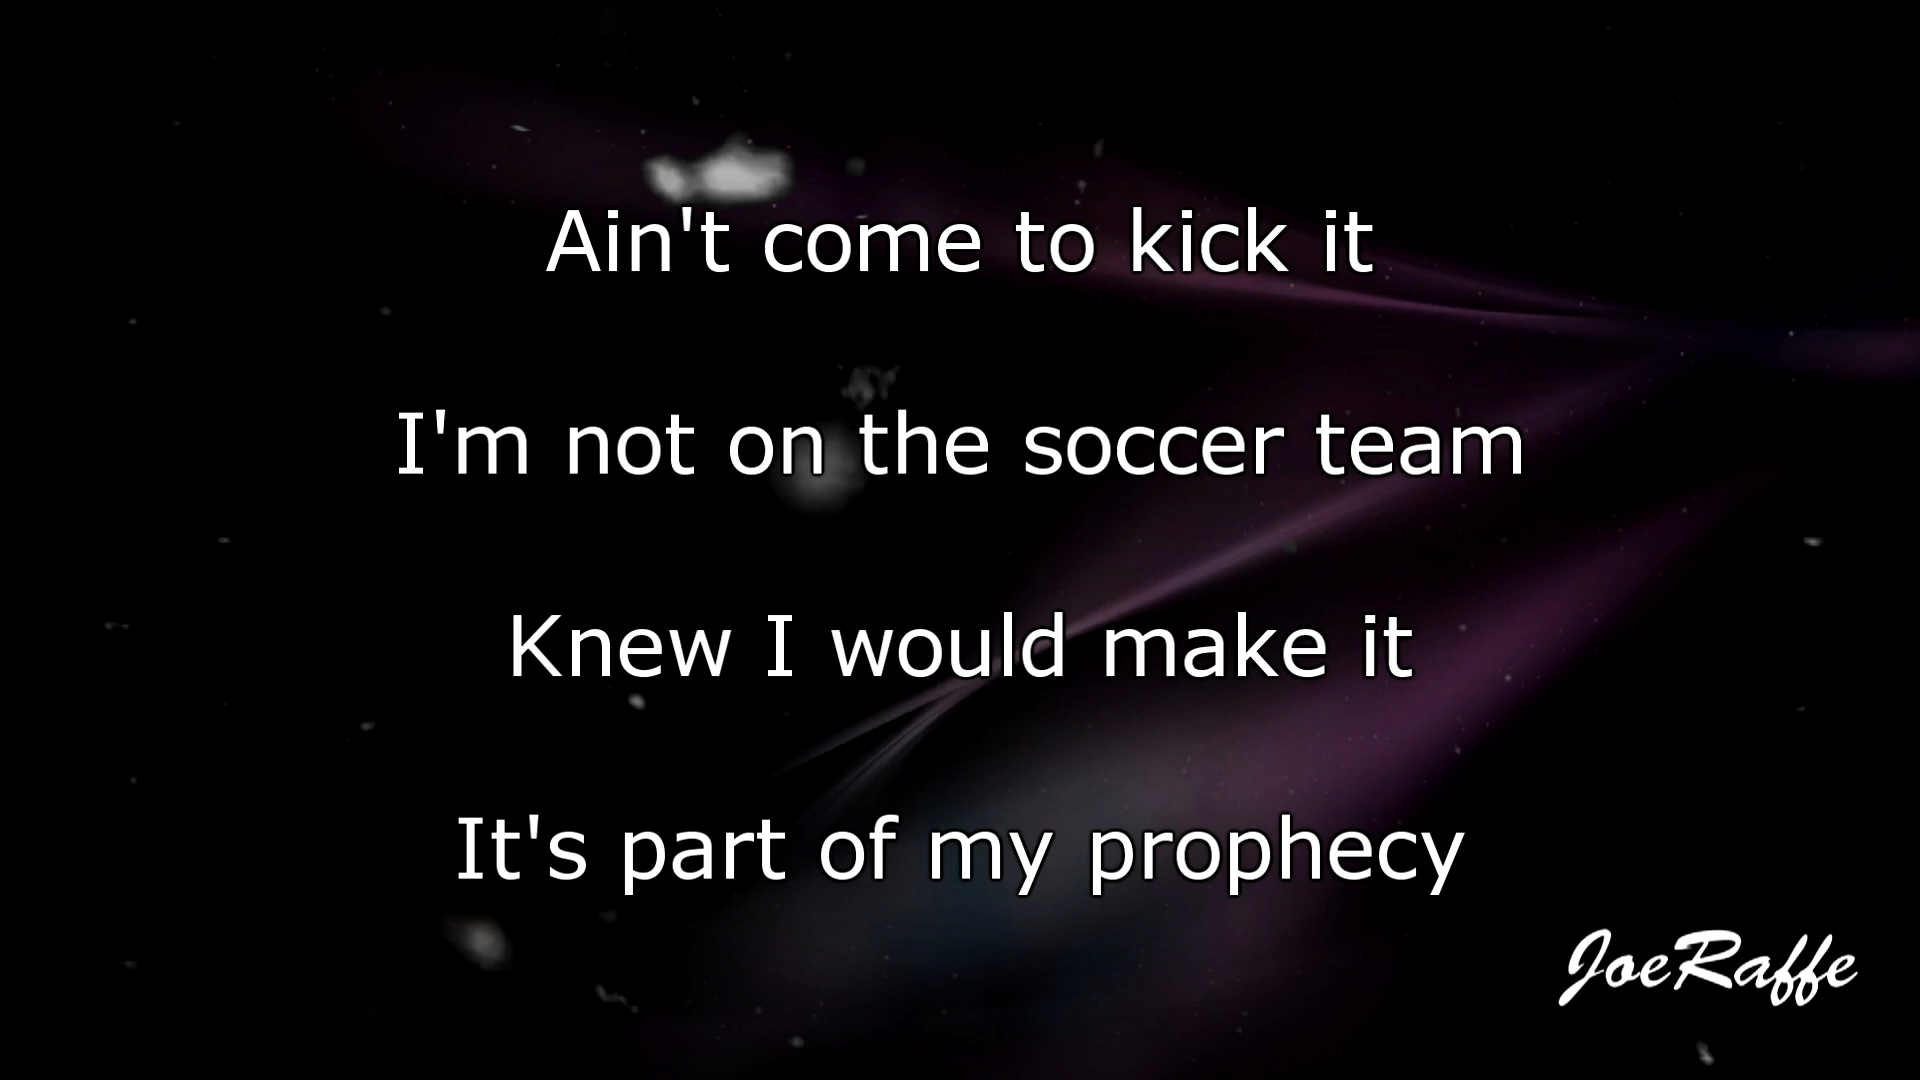 Ain't come to kick it
I'm not on the soccer team
Knew I would make it
It's part of my prophecy
JoeRaffe